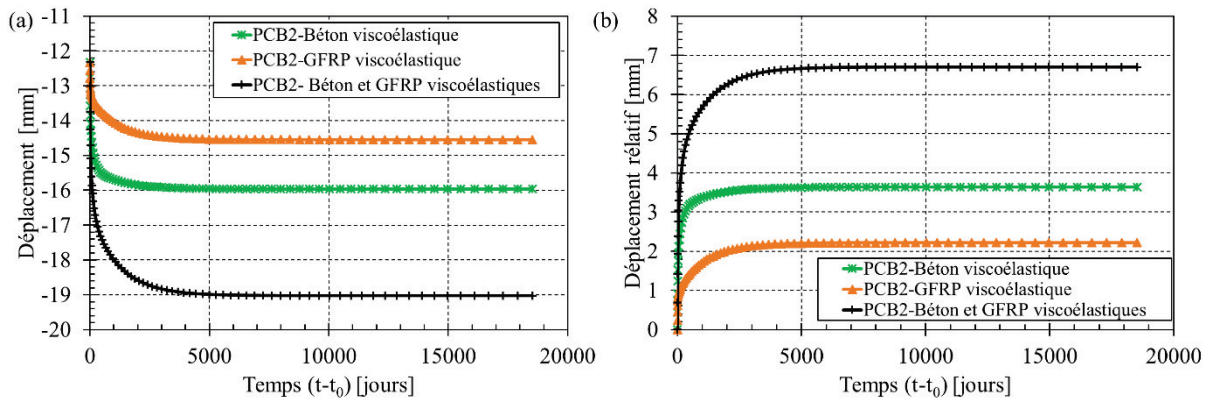 (a)
-11
-12
-13
-14
-15
-16
-17
-18
-19
-20
Déplacement [mm]
PCB2-Béton viscoélastique
PCB2-GFRP viscoélastique
PCB2- Béton et GFRP viscoélastiques
0
5000
10000
15000
20000
Temps (t-t0) [jours]
(b)
8
7
6
5
4
3
2
1
0
Déplacement rélatif [mm]
PCB2-Béton viscoélastique
PCB2-GFRP viscoélastique
PCB2-Béton et GFRP viscoélastiques
0
5000
10000
15000
20000
Temps (t-t0) [jours]